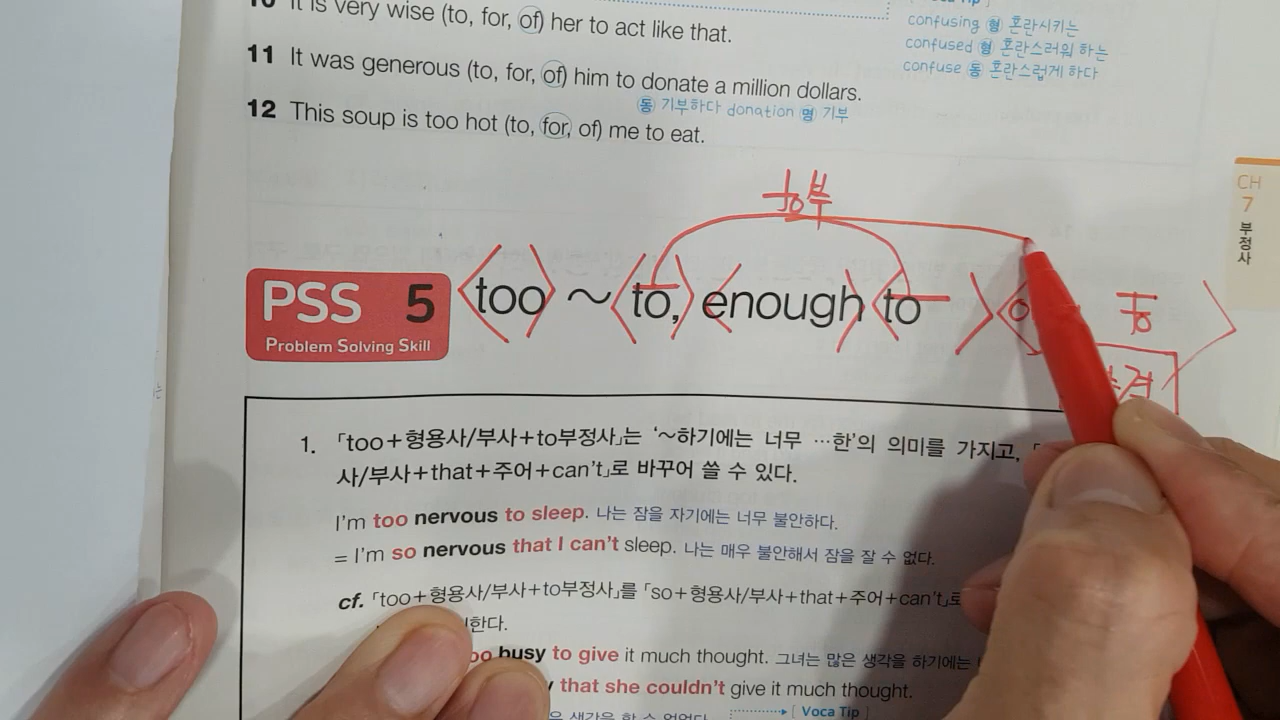 It is very wise (to, for, of) her to act like that.
11 It was generous (to, for, of) him to donate a million dollars.
동 기부하다 donation 명 기부
12 This soup is too hot (to, for, of) me to eat.
confusing 형 혼란시키는
confused 형 혼란스러워 하는
confuse 동 혼란스럽게 하다
CH
7
부정사
PSS 5
Problem Solving Skill
too ~ to, enough to
1. 「too+형용사/부사+to부정사」는 '~하기에는 너무 …한'의 의미를 가지고,
사/부사+that+주어+can't」로 바꾸어 쓸 수 있다.
I'm too nervous to sleep. 나는 잠을 자기에는 너무 불안하다.
= I'm so nervous that I can't sleep. 나는 매우 불안해서 잠을 잘 수 없다.
cf. 「too+형용사/부사+to부정사」를 「so+형용사/부사+that+주어+can't」로
한다.
busy to give it much thought. 그녀는 많은 생각을 하기에는
that she couldn't give it much thought.
생각을 할 수 없었다.
Voca Tip